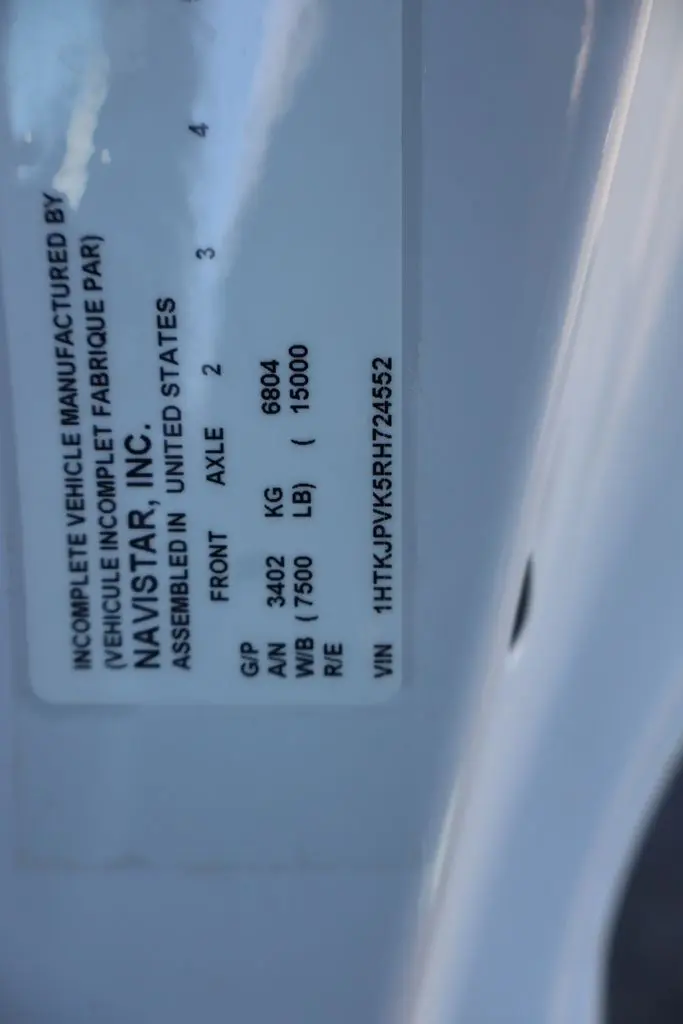 INCOMPLETE VEHICLE MANUFACTURED BY
(VEHICULE INCOMPLET FABRIQUE PAR)
NAVISTAR, INC.
ASSEMBLED IN UNITED STATES
FRONT AXLE 2 3 4
G/P
A/N 3402 KG 6804
W/B ( 7500 LB) ( 15000
R/E
VIN 1HTKJPVK5RH724552